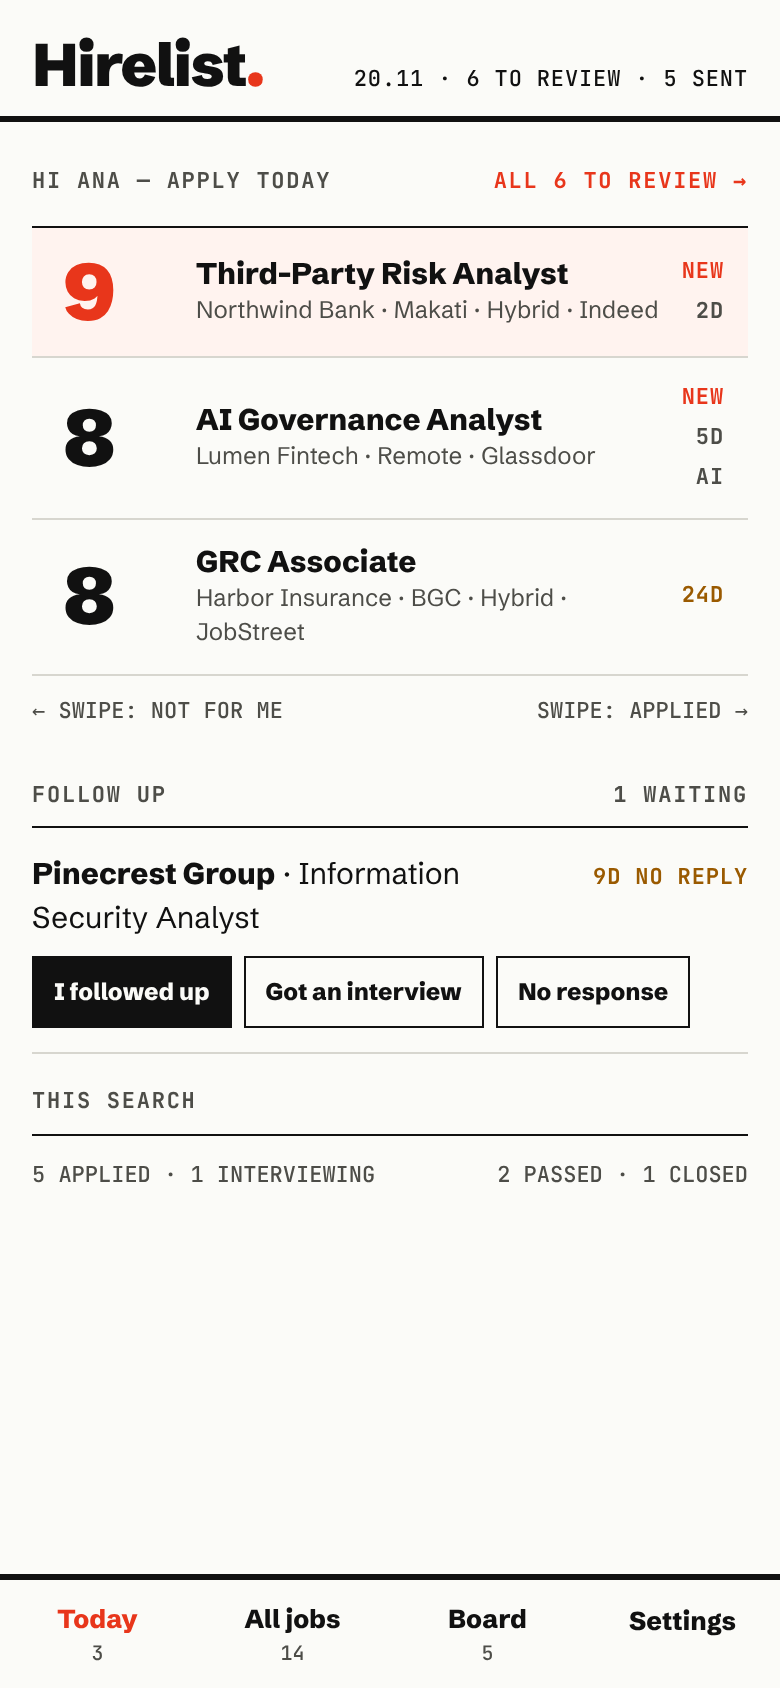 Hirelist.
20.11 · 6 TO REVIEW · 5 SENT
HI ANA — APPLY TODAY
ALL 6 TO REVIEW →
9
Third-Party Risk Analyst
Northwind Bank · Makati · Hybrid · Indeed
NEW
2D
8
AI Governance Analyst
Lumen Fintech · Remote · Glassdoor
NEW
5D
AI
8
GRC Associate
Harbor Insurance · BGC · Hybrid ·
JobStreet
24D
← SWIPE: NOT FOR ME
SWIPE: APPLIED →
FOLLOW UP
1 WAITING
Pinecrest Group · Information
Security Analyst
9D NO REPLY
I followed up
Got an interview
No response
THIS SEARCH
5 APPLIED · 1 INTERVIEWING
2 PASSED · 1 CLOSED
Today
3
All jobs
14
Board
5
Settings